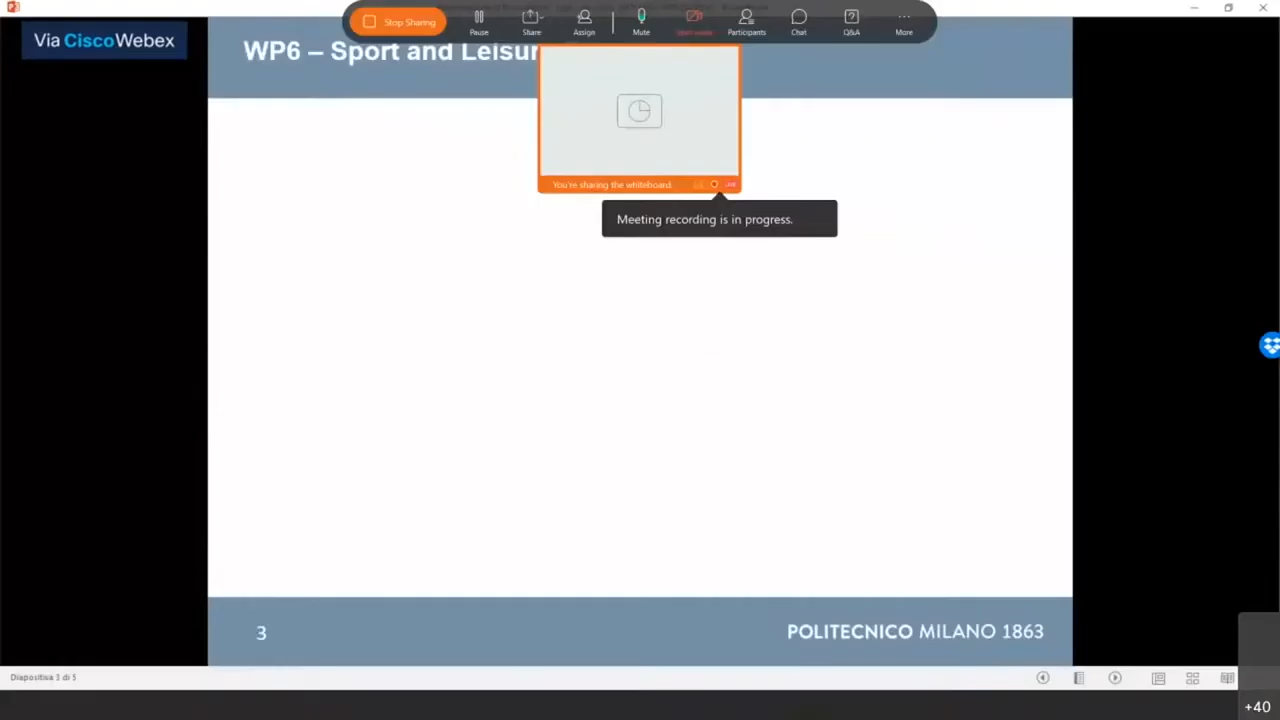 Stop Sharing
Pause
Share
Assign
Mute
Participants
Chat
Q&A
More
Via CiscoWebex
WP6 – Sport and Leisur
You're sharing the whiteboard.
Meeting recording is in progress.
3
POLITECNICO MILANO 1863
Diapositiva 3 di 5
+40